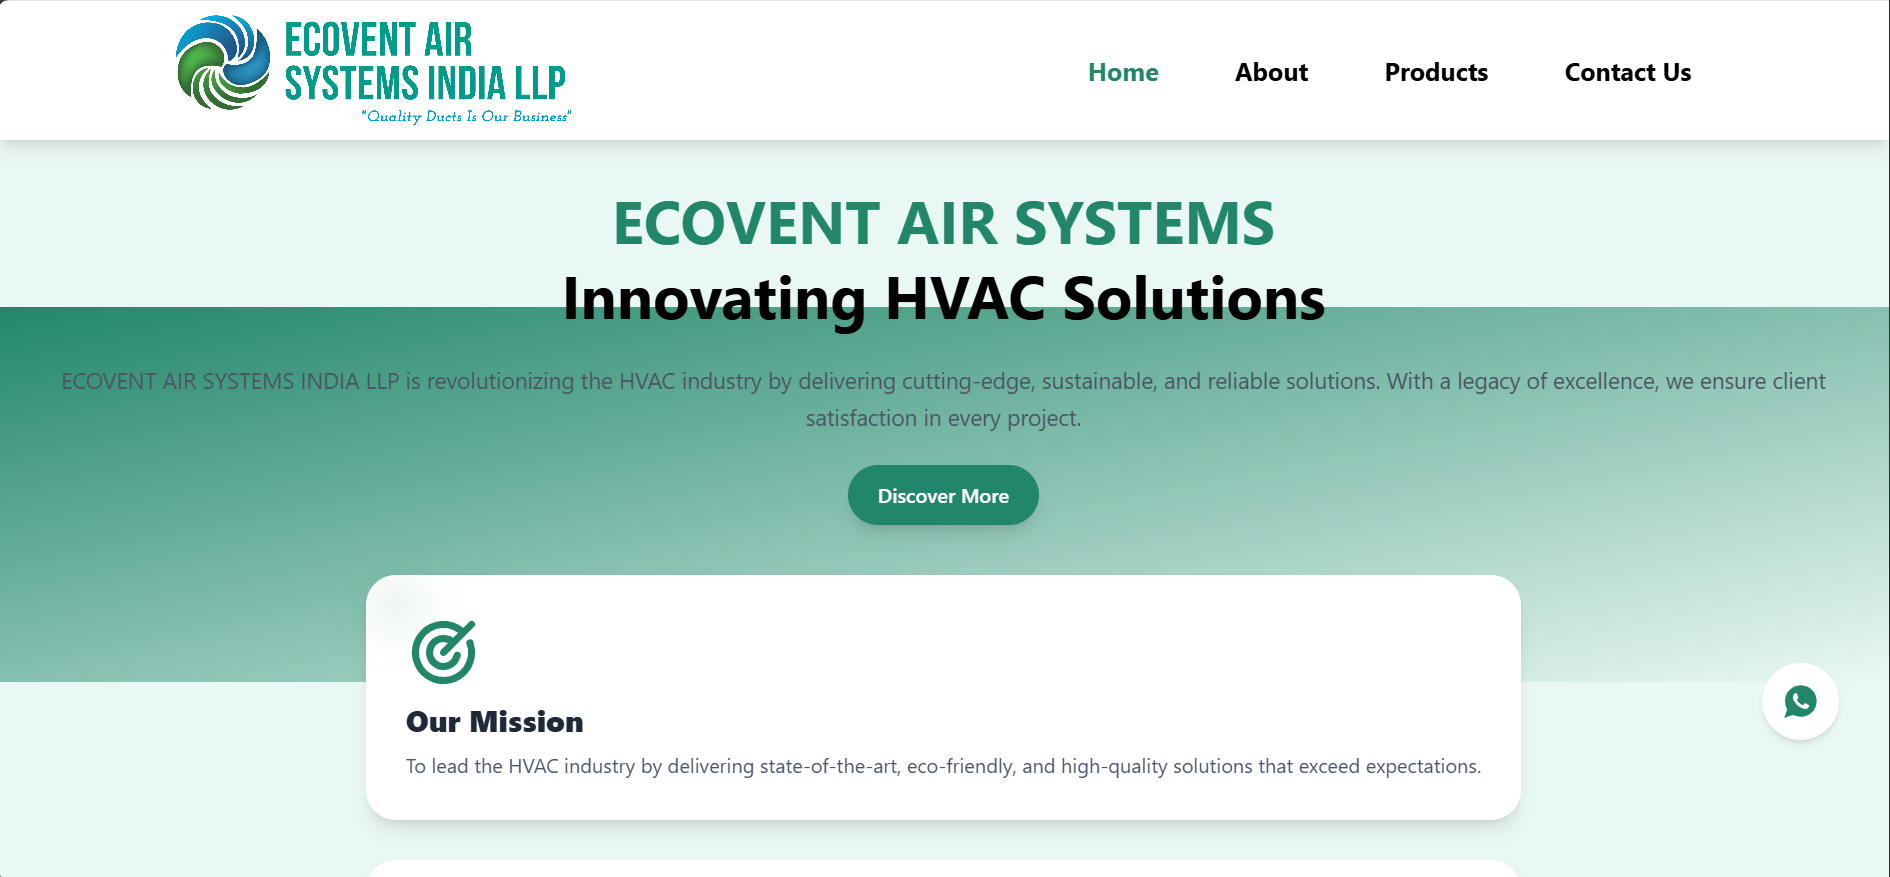 ECOVENT AIR
SYSTEMS INDIA LLP
"Quality Ducts Is Our Business"
Home About Products Contact Us
ECOVENT AIR SYSTEMS
Innovating HVAC Solutions
ECOVENT AIR SYSTEMS INDIA LLP is revolutionizing the HVAC industry by delivering cutting-edge, sustainable, and reliable solutions. With a legacy of excellence, we ensure client
satisfaction in every project.
Discover More
Our Mission
To lead the HVAC industry by delivering state-of-the-art, eco-friendly, and high-quality solutions that exceed expectations.